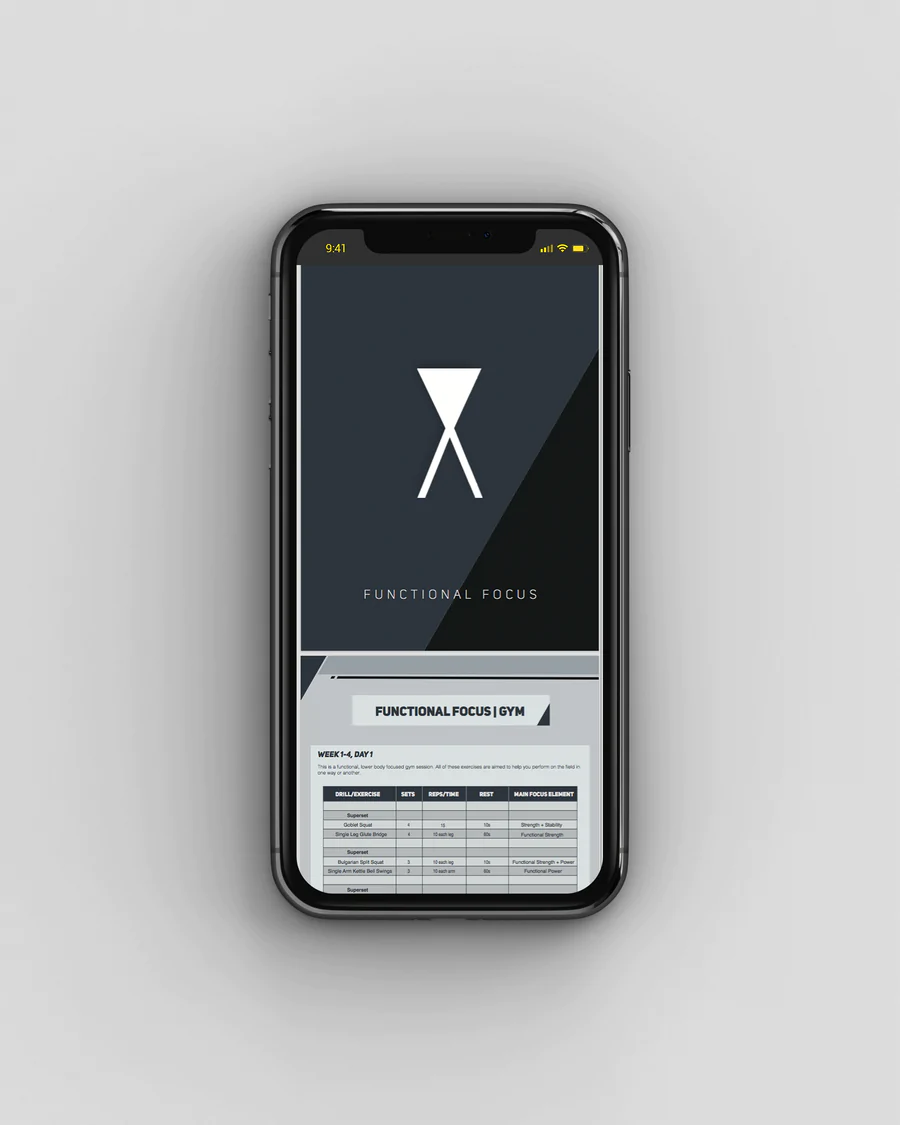 9:41
FUNCTIONAL FOCUS
FUNCTIONAL FOCUS | GYM
WEEK 1-4, DAY 1
This is a functional, lower body focused gym session. All of these exercises are aimed to help you perform on the field in
one way or another.
DRILL/EXERCISE SETS REPS/TIME REST MAIN FOCUS ELEMENT
Superset
Goblet Squat 4 10 10s Strength + Stability
Single Leg Glute Bridge 4 10 each leg 60s Functional Strength
Superset
Bulgarian Split Squat 3 10 each leg 10s Functional Strength + Power
Single Arm Kettle Bell Swings 3 10 each arm 60s Functional Power
Superset